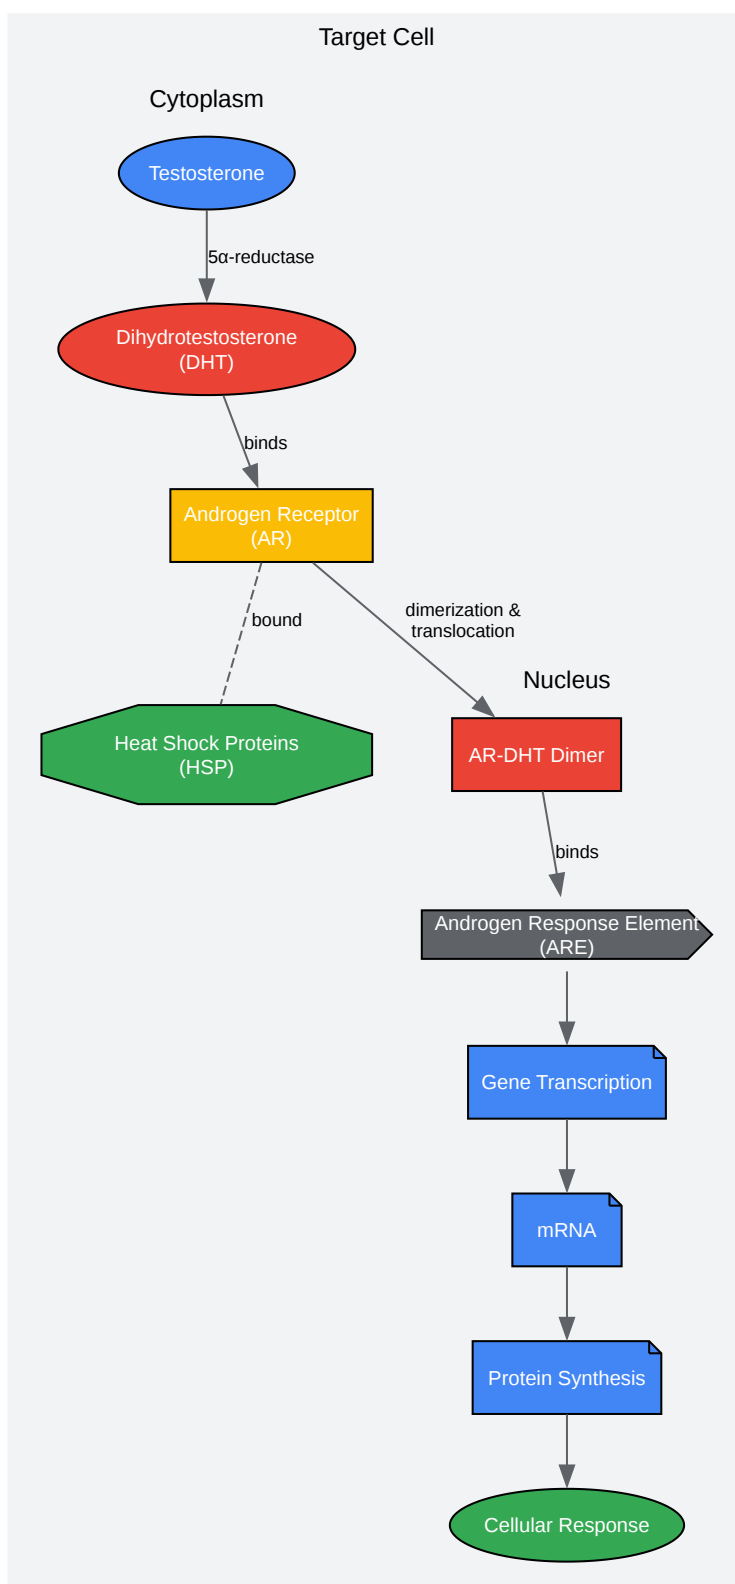 Target Cell
Cytoplasm
Testosterone
5α-reductase
Dihydrotestosterone
(DHT)
binds
Androgen Receptor
(AR)
bound
dimerization &
translocation
Heat Shock Proteins
(HSP)
Nucleus
AR-DHT Dimer
binds
Androgen Response Element
(ARE)
Gene Transcription
mRNA
Protein Synthesis
Cellular Response